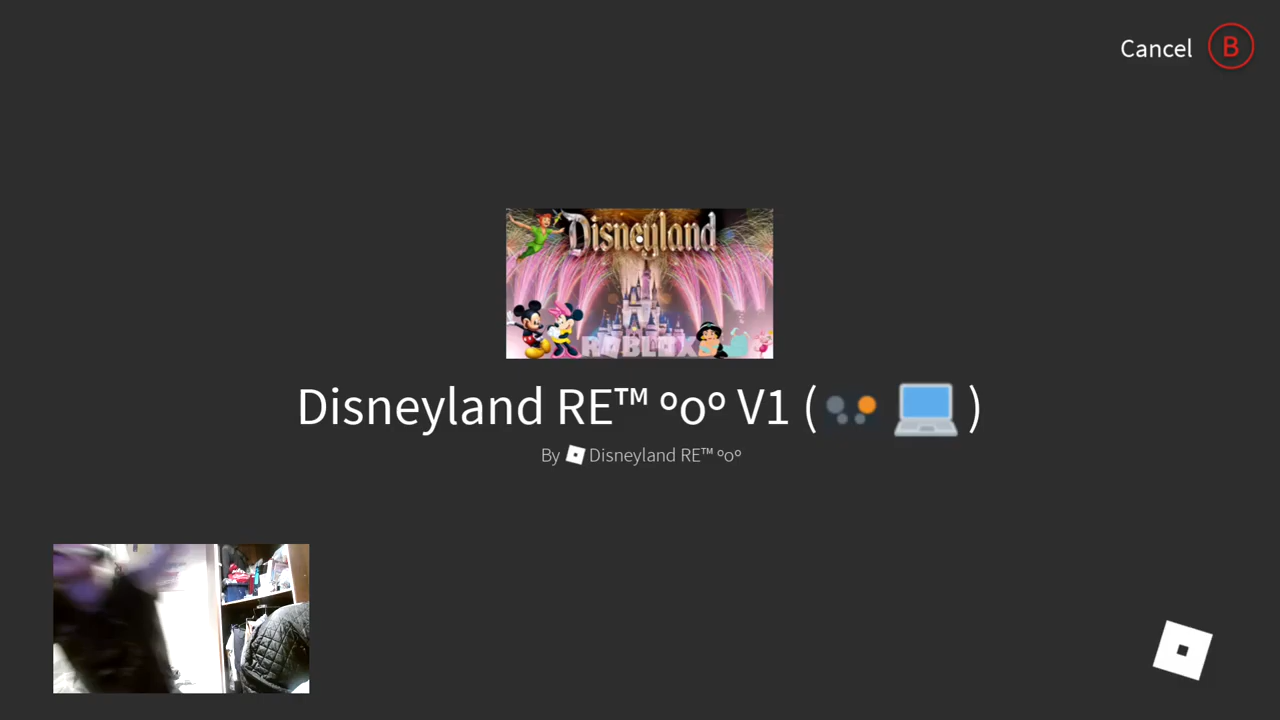 Cancel B
Disneyland
ROBLOX
Disneyland RE™ ºoº V1 (🎮 💻 )
By Disneyland RE™ ºoº